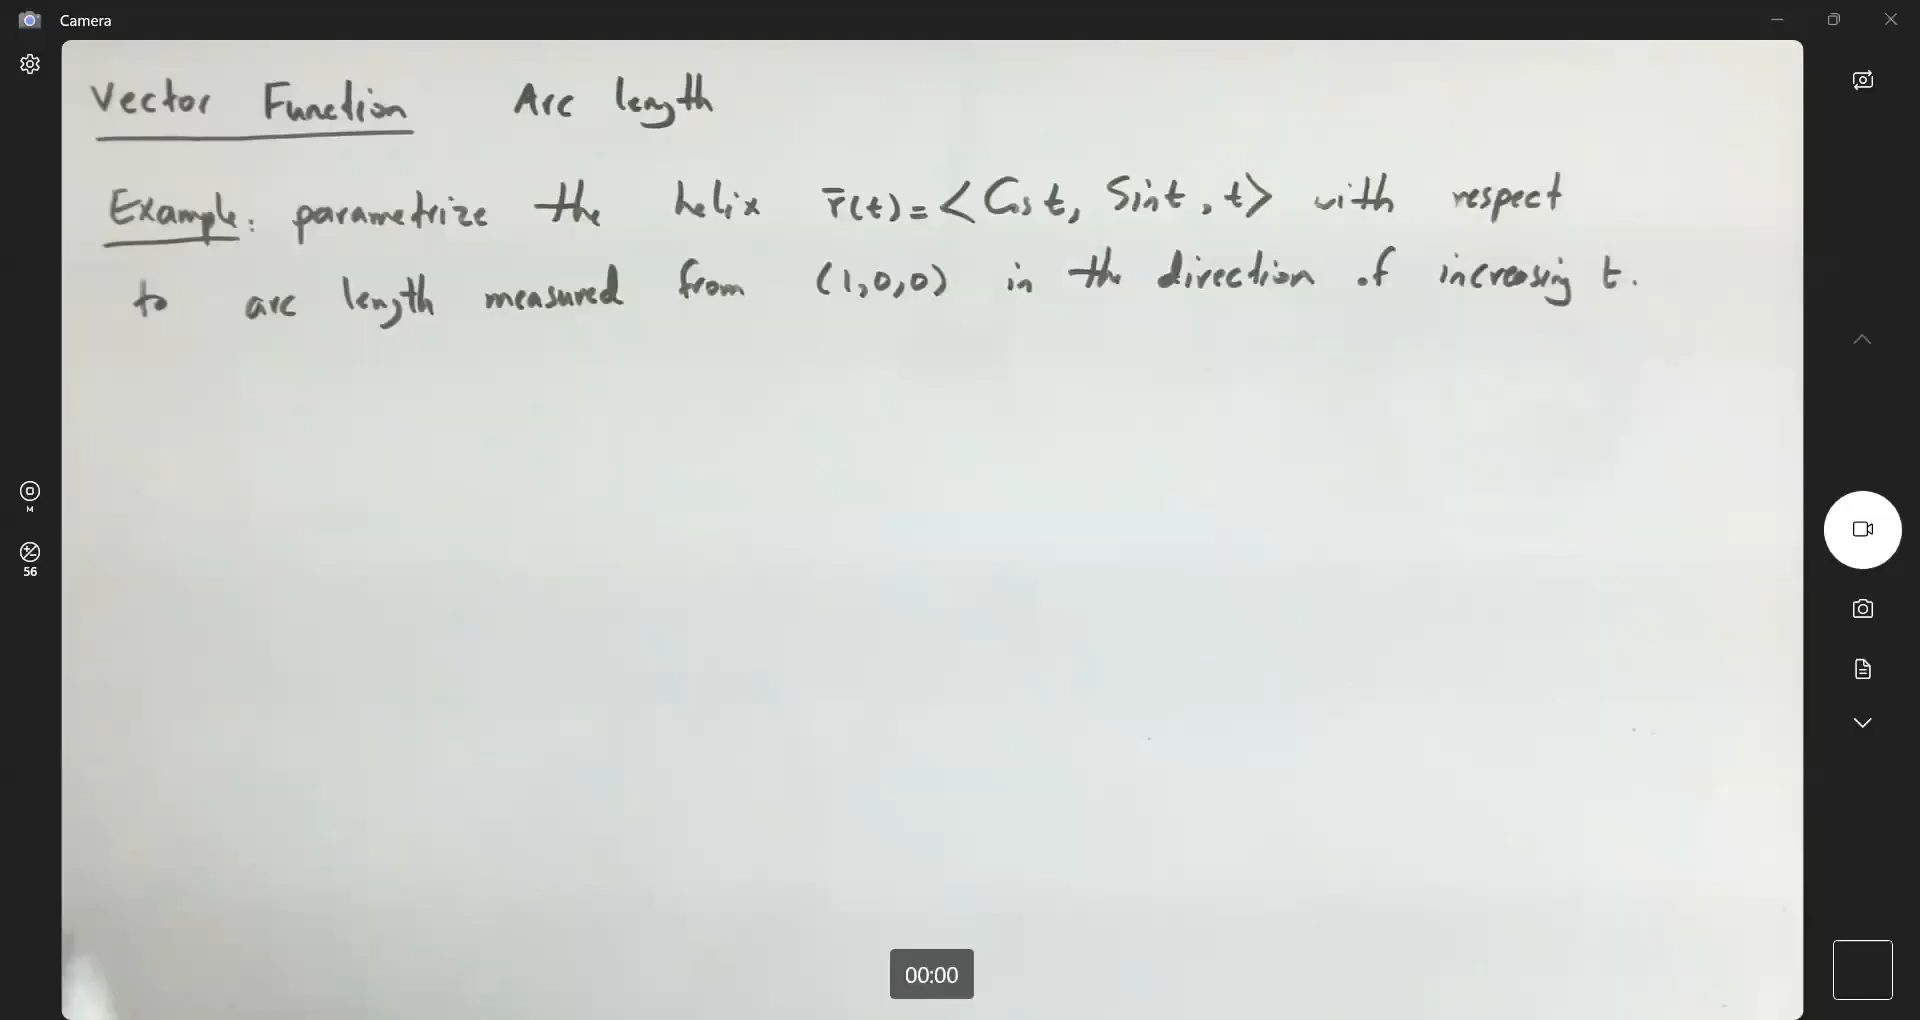 Camera
Vector Function Arc length
Example: parametrize the helix r̄(t) = <Cos t, Sin t, t> with respect
to arc length measured from (1,0,0) in the direction of increasing t.
M
56
00:00